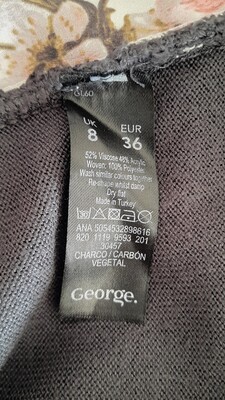 GL60
UK EUR
8 36
52% Viscose 48% Acrylic
Woven: 100% Polyester
Wash similar colours together
Re-shape whilst damp
Dry flat
Made in Turkey
ANA 5054532898616
820 1119 9593 201
30457
CHARCO/CARBÓN
VEGETAL
George.